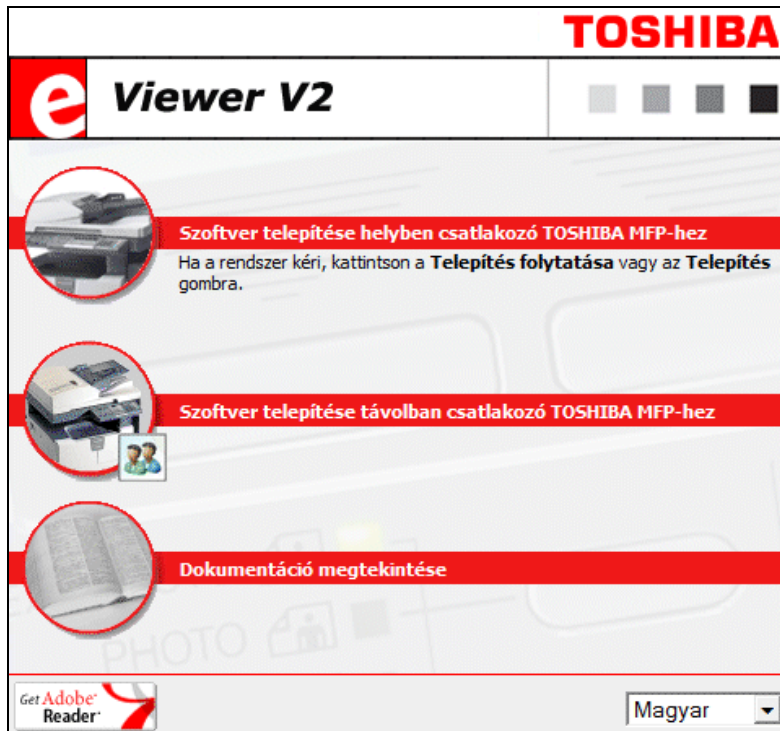 TOSHIBA
e Viewer V2
Szoftver telepítése helyben csatlakozó TOSHIBA MFP-hez
Ha a rendszer kéri, kattintson a Telepítés folytatása vagy az Telepítés
gombra.
Szoftver telepítése távolban csatlakozó TOSHIBA MFP-hez
Dokumentáció megtekintése
PHOTO
Get Adobe®
Reader®
Magyar